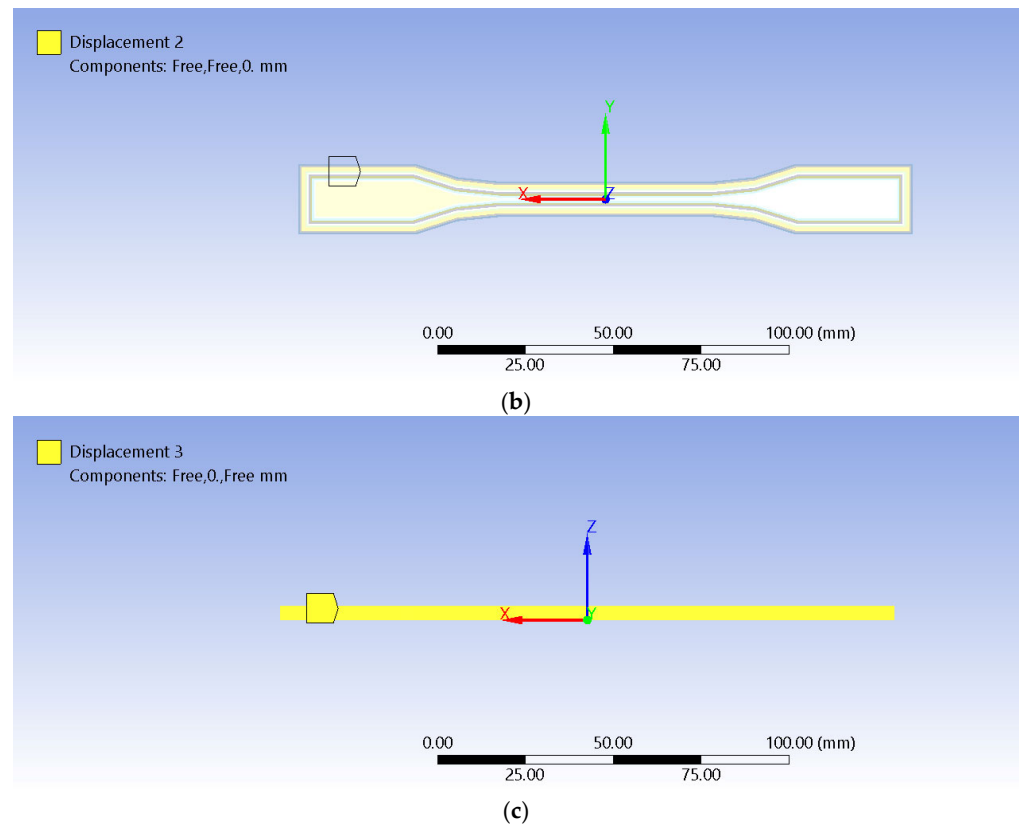 Displacement 2
Components: Free,Free,0. mm
Y
X
Z
0.00 50.00 100.00 (mm)
25.00 75.00
(b)
Displacement 3
Components: Free,0.,Free mm
Z
X
Y
0.00 50.00 100.00 (mm)
25.00 75.00
(c)